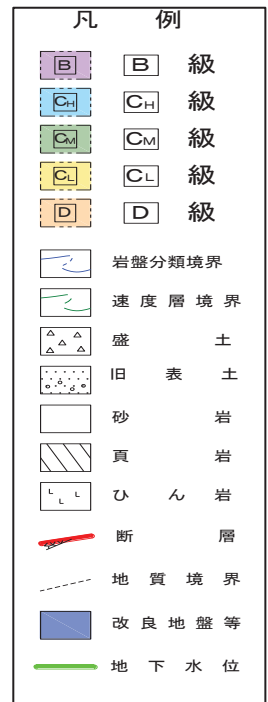 凡 例
B B 級
CH CH 級
CM CM 級
CL CL 級
D D 級
岩盤分類境界
速度層境界
盛土
旧表土
砂岩
頁岩
ひん岩
断層
地質境界
改良地盤等
地下水位